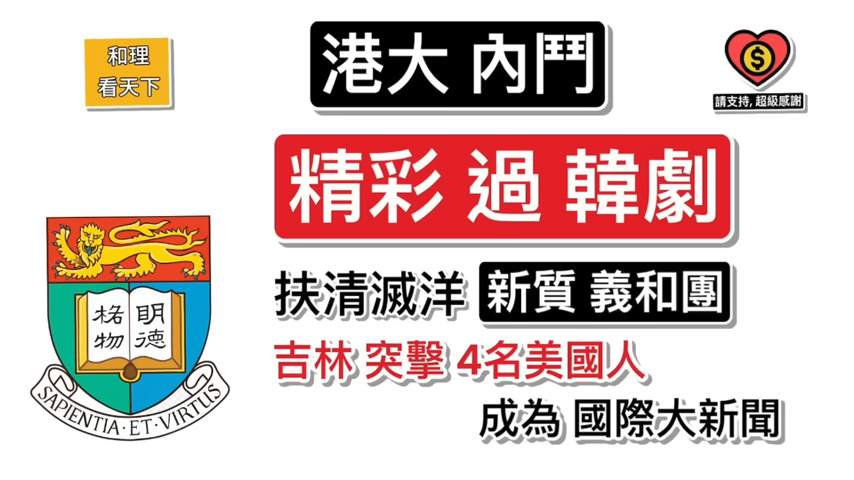 和理
看天下
港大 內鬥
請支持, 超級感謝
精彩 過 韓劇
扶清滅洋 新質 義和團
吉林 突擊 4名美國人
成為 國際大新聞
明德
格物
SAPIENTIA·ET·VIRTUS